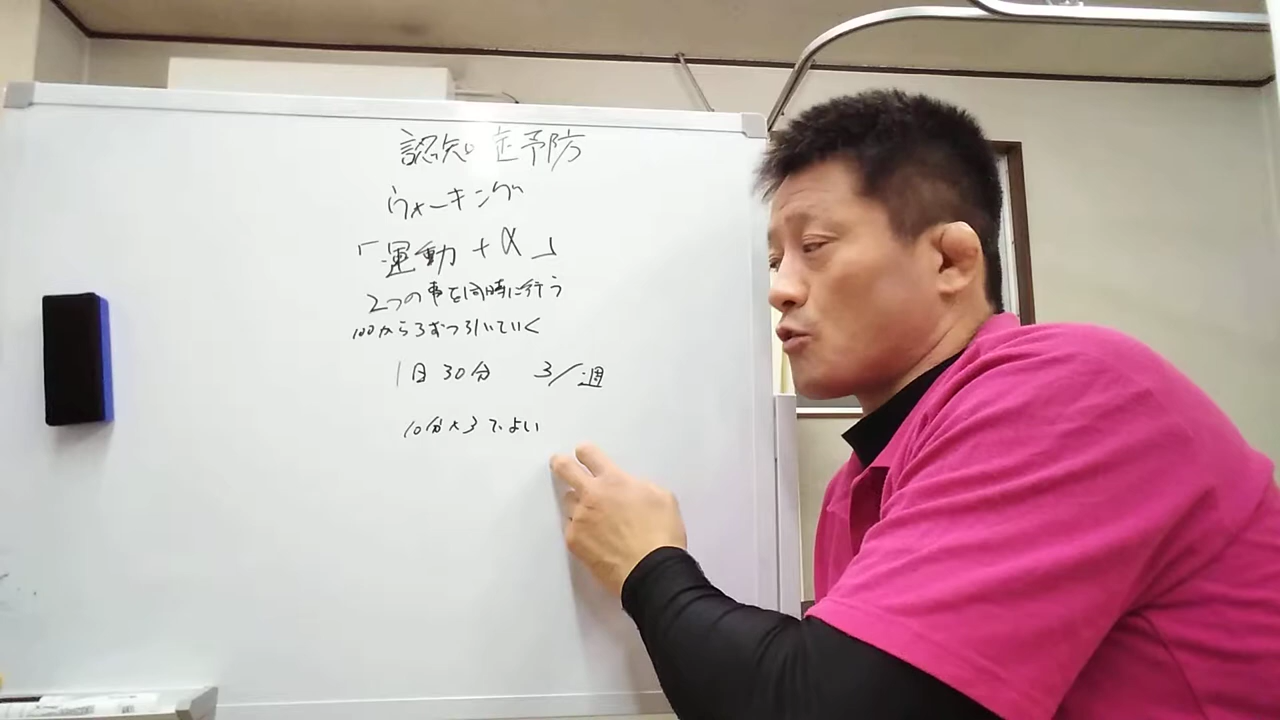 認知症予防
ウォーキング
「運動+α」
2つの事を同時に行う
100から3ずつ引いていく
1日30分 3/週
10分×3でよい